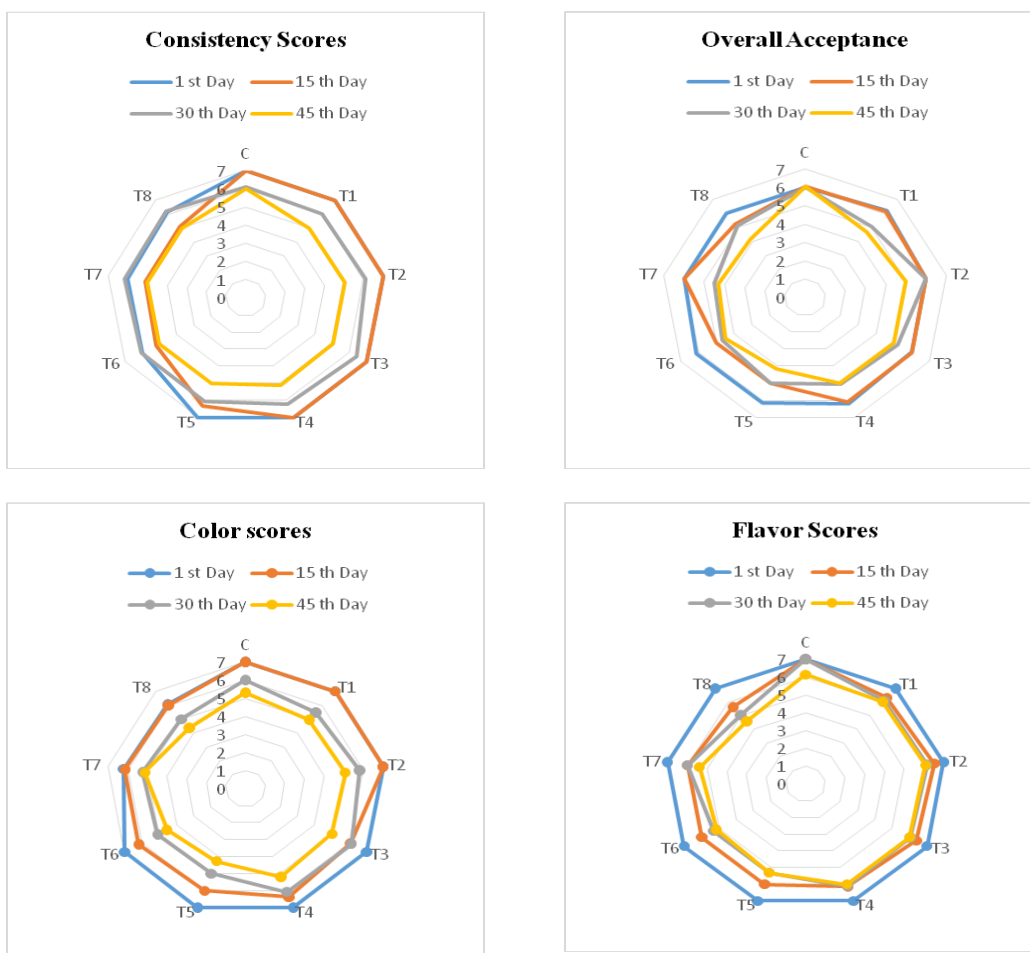 Consistency Scores
1 st Day 15 th Day
30 th Day 45 th Day
C
7
6
5
4
3
2
1
0
T1
T2
T3
T4
T5
T6
T7
T8
Overall Acceptance
1 st Day 15 th Day
30 th Day 45 th Day
C
7
6
5
4
3
2
1
0
T1
T2
T3
T4
T5
T6
T7
T8
Color scores
1 st Day 15 th Day
30 th Day 45 th Day
C
7
6
5
4
3
2
1
0
T1
T2
T3
T4
T5
T6
T7
T8
Flavor Scores
1 st Day 15 th Day
30 th Day 45 th Day
C
7
6
5
4
3
2
1
0
T1
T2
T3
T4
T5
T6
T7
T8